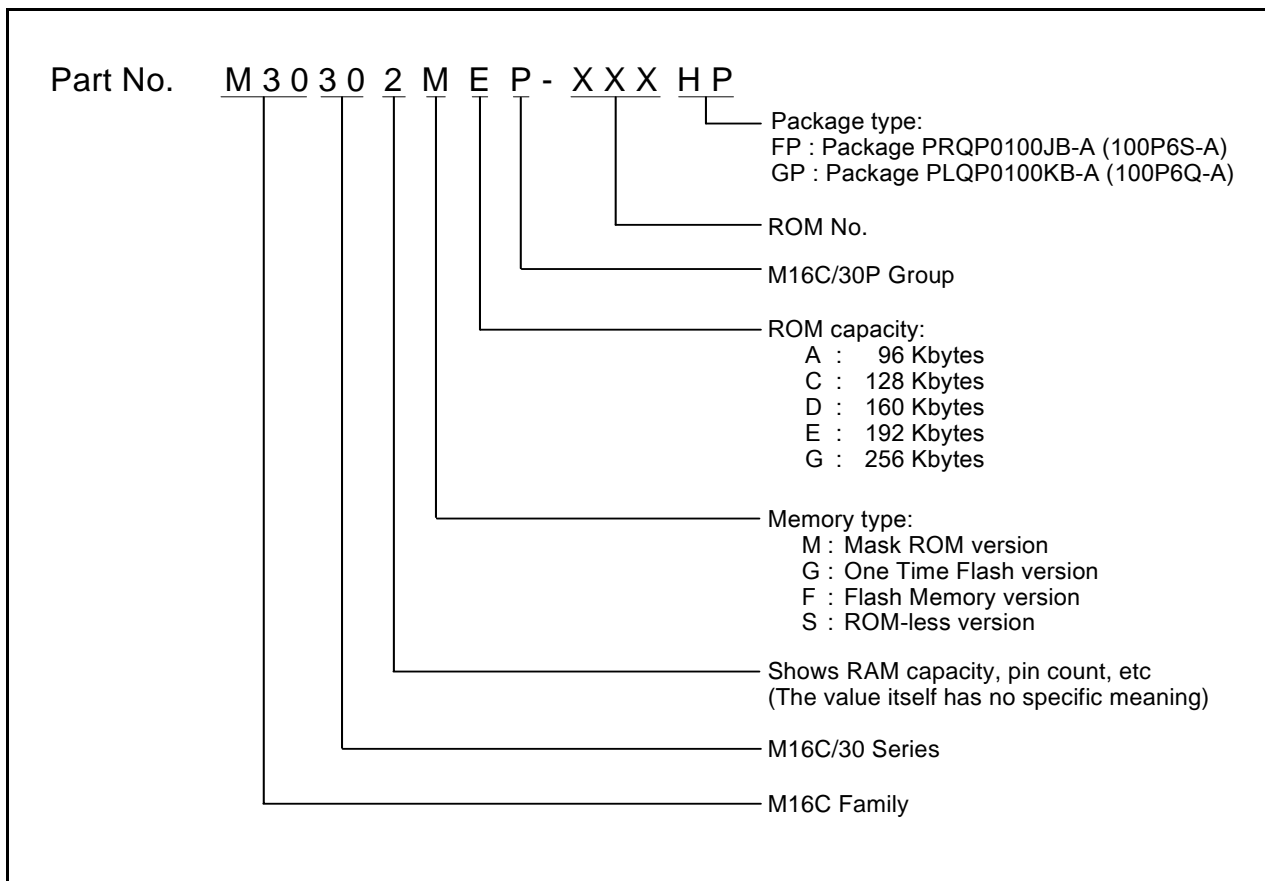 Part No. M 3 0 3 0 2 M E P - X X X H P
Package type:
FP : Package PRQP0100JB-A (100P6S-A)
GP : Package PLQP0100KB-A (100P6Q-A)
ROM No.
M16C/30P Group
ROM capacity:
A : 96 Kbytes
C : 128 Kbytes
D : 160 Kbytes
E : 192 Kbytes
G : 256 Kbytes
Memory type:
M : Mask ROM version
G : One Time Flash version
F : Flash Memory version
S : ROM-less version
Shows RAM capacity, pin count, etc
(The value itself has no specific meaning)
M16C/30 Series
M16C Family